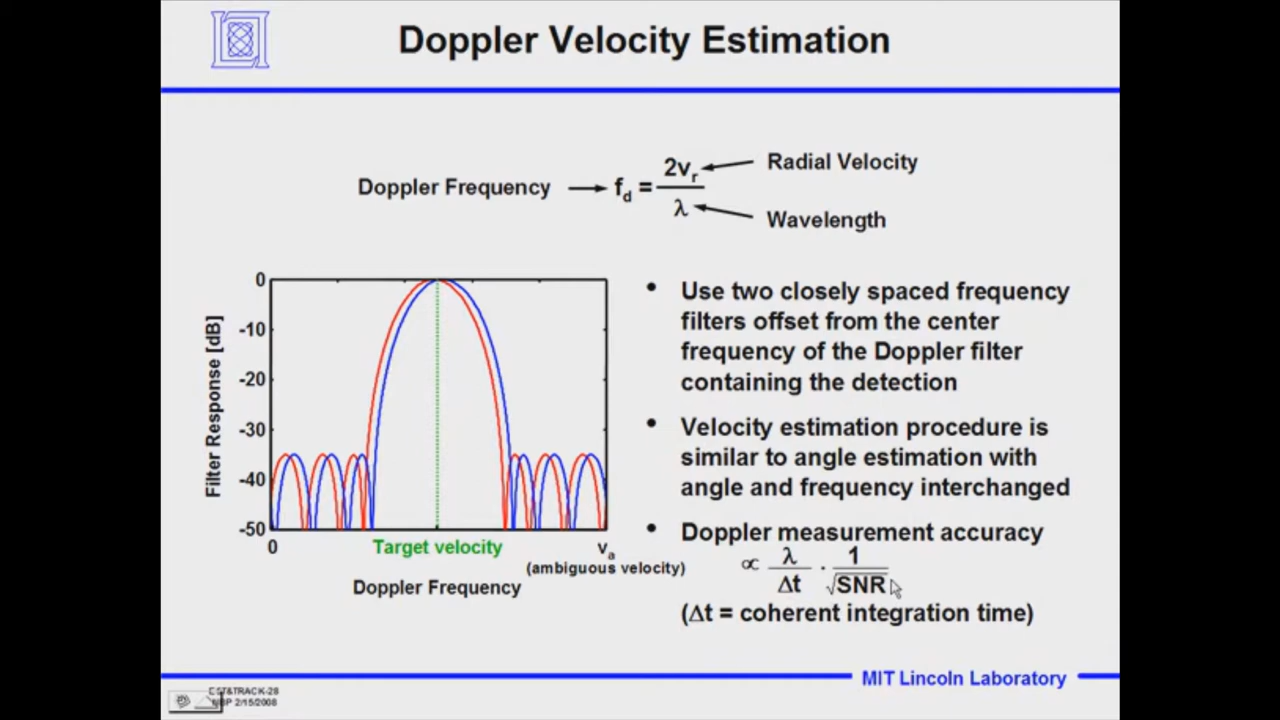 Doppler Velocity Estimation
Doppler Frequency → f_d = 2v_r / λ
Radial Velocity
Wavelength
Filter Response [dB]
0
-10
-20
-30
-40
-50
0
Target velocity
v_a
(ambiguous velocity)
Doppler Frequency
• Use two closely spaced frequency
filters offset from the center
frequency of the Doppler filter
containing the detection
• Velocity estimation procedure is
similar to angle estimation with
angle and frequency interchanged
• Doppler measurement accuracy
∝ λ/Δt · 1/√SNR
(Δt = coherent integration time)
MIT Lincoln Laboratory
2/15/2008